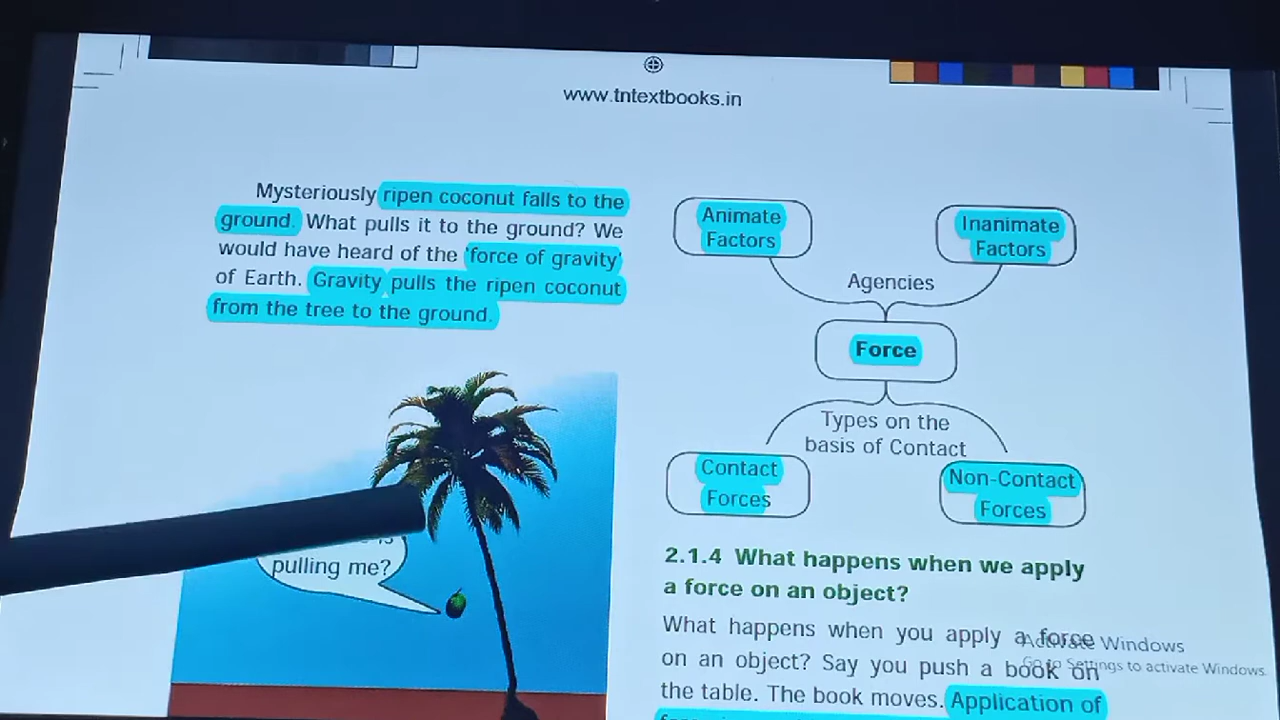 www.tntextbooks.in
Mysteriously ripen coconut falls to the
ground. What pulls it to the ground? We
would have heard of the 'force of gravity'
of Earth. Gravity pulls the ripen coconut
from the tree to the ground.
pulling me?
Animate
Factors
Inanimate
Factors
Agencies
Force
Types on the
basis of Contact
Contact
Forces
Non-Contact
Forces
2.1.4 What happens when we apply
a force on an object?
What happens when you apply a force
on an object? Say you push a book on
the table. The book moves. Application of
Activate Windows
Go to Settings to activate Windows.